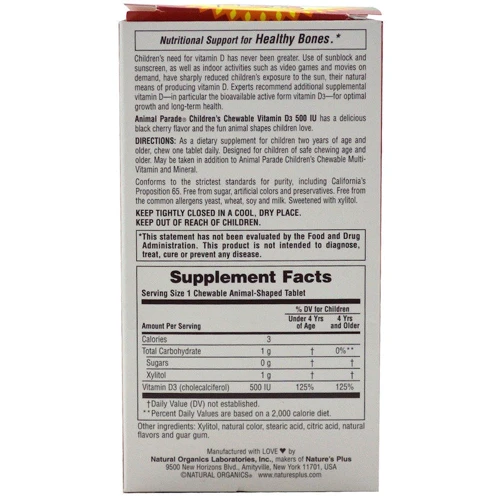 Nutritional Support for Healthy Bones.*
Children's need for vitamin D has never been greater. Use of sunblock and
sunscreen, as well as indoor activities such as video games and movies on
demand, have sharply reduced children's exposure to the sun, their natural
means of producing vitamin D. Experts recommend additional supplemental
vitamin D—in particular the bioavailable active form vitamin D3—for optimal
growth and long-term health.
Animal Parade® Children's Chewable Vitamin D3 500 IU has a delicious
black cherry flavor and the fun animal shapes children love.
DIRECTIONS: As a dietary supplement for children two years of age and
older, chew one tablet daily. Designed for children of safe chewing age and
older. May be taken in addition to Animal Parade Children's Chewable Multi-
Vitamin and Mineral.
Conforms to the strictest standards for purity, including California's
Proposition 65. Free from sugar, artificial colors and preservatives. Free from
the common allergens yeast, wheat, soy and milk. Sweetened with xylitol.
KEEP TIGHTLY CLOSED IN A COOL, DRY PLACE.
KEEP OUT OF REACH OF CHILDREN.
*This statement has not been evaluated by the Food and Drug
Administration. This product is not intended to diagnose,
treat, cure or prevent any disease.
Supplement Facts
Serving Size 1 Chewable Animal-Shaped Tablet
% DV for Children
Under 4 Yrs 4 Yrs
Amount Per Serving of Age and Older
Calories 3
Total Carbohydrate 1 g † 0%**
Sugars 0 g † †
Xylitol 1 g † †
Vitamin D3 (cholecalciferol) 500 IU 125% 125%
†Daily Value (DV) not established.
**Percent Daily Values are based on a 2,000 calorie diet.
Other ingredients: Xylitol, natural color, stearic acid, citric acid, natural
flavors and guar gum.
Manufactured with LOVE ♥ by
Natural Organics Laboratories, Inc., makers of Nature's Plus
9500 New Horizons Blvd., Amityville, New York 11701, USA
©NATURAL ORGANICS® www.naturesplus.com